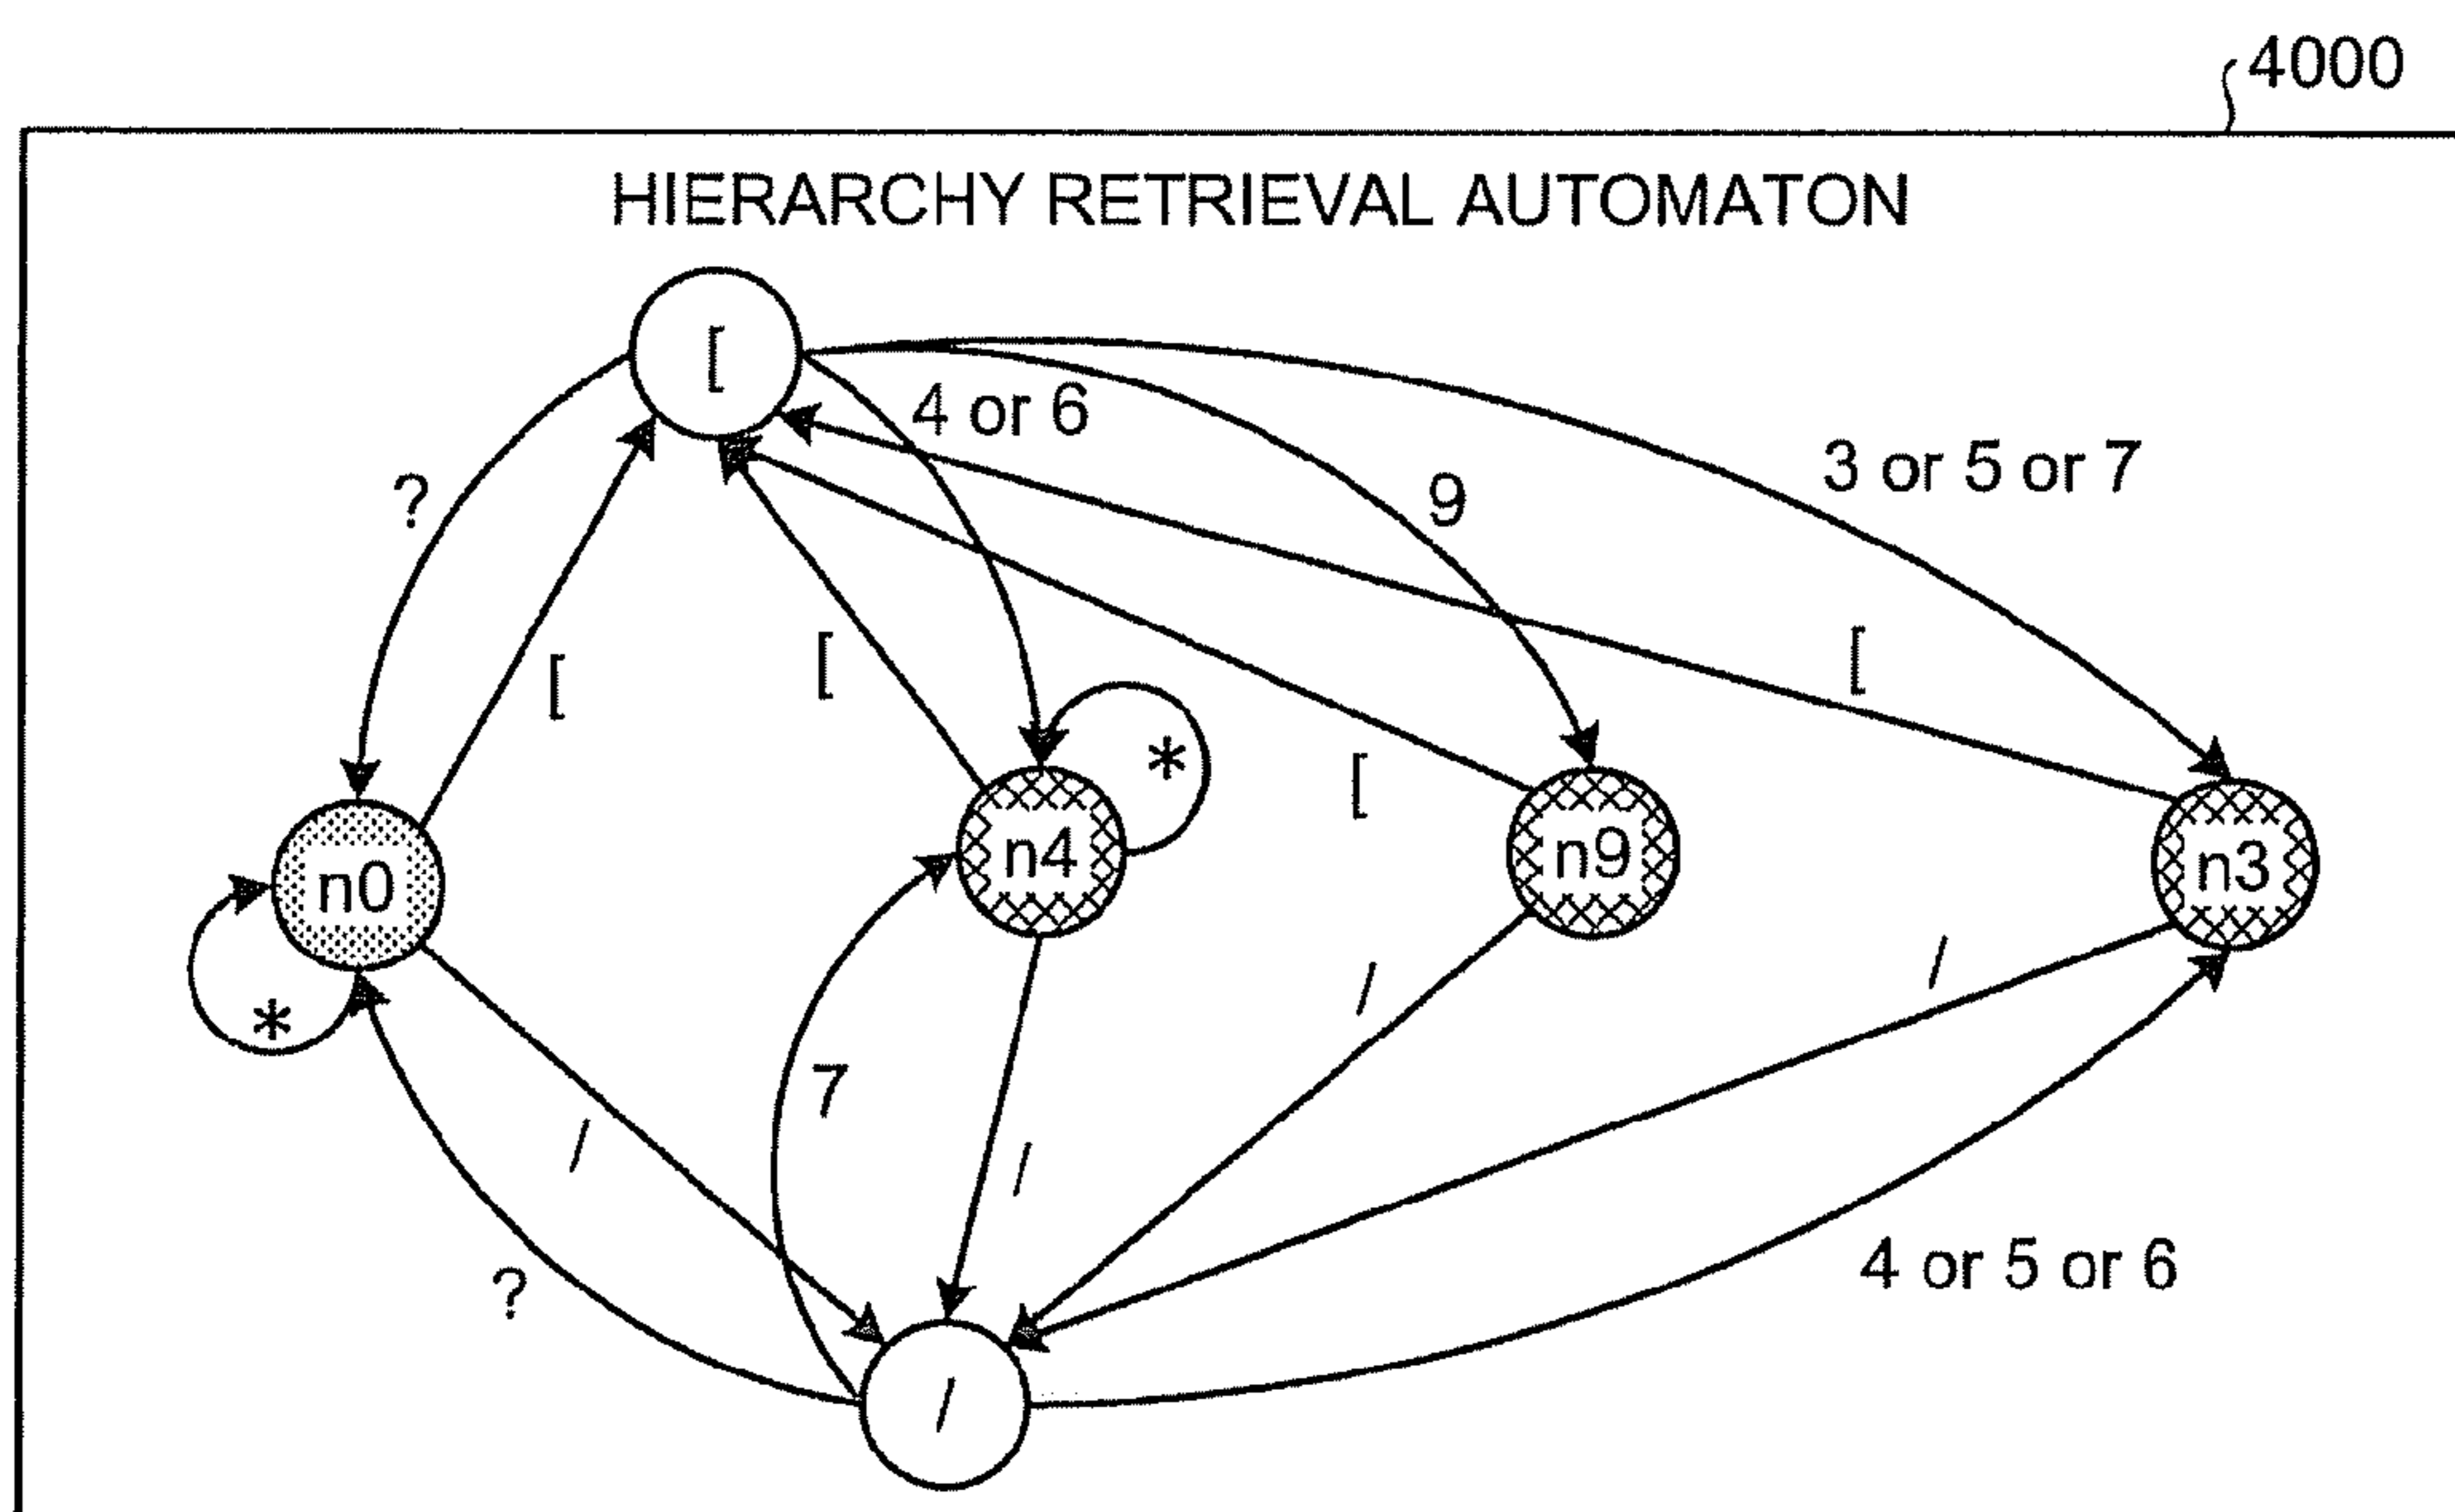 4000
HIERARCHY RETRIEVAL AUTOMATON
[
4 or 6
3 or 5 or 7
?
9
[
[
[
[
*
n0
n4
n9
n3
*
/
/
7
/
/
?
4 or 5 or 6
/